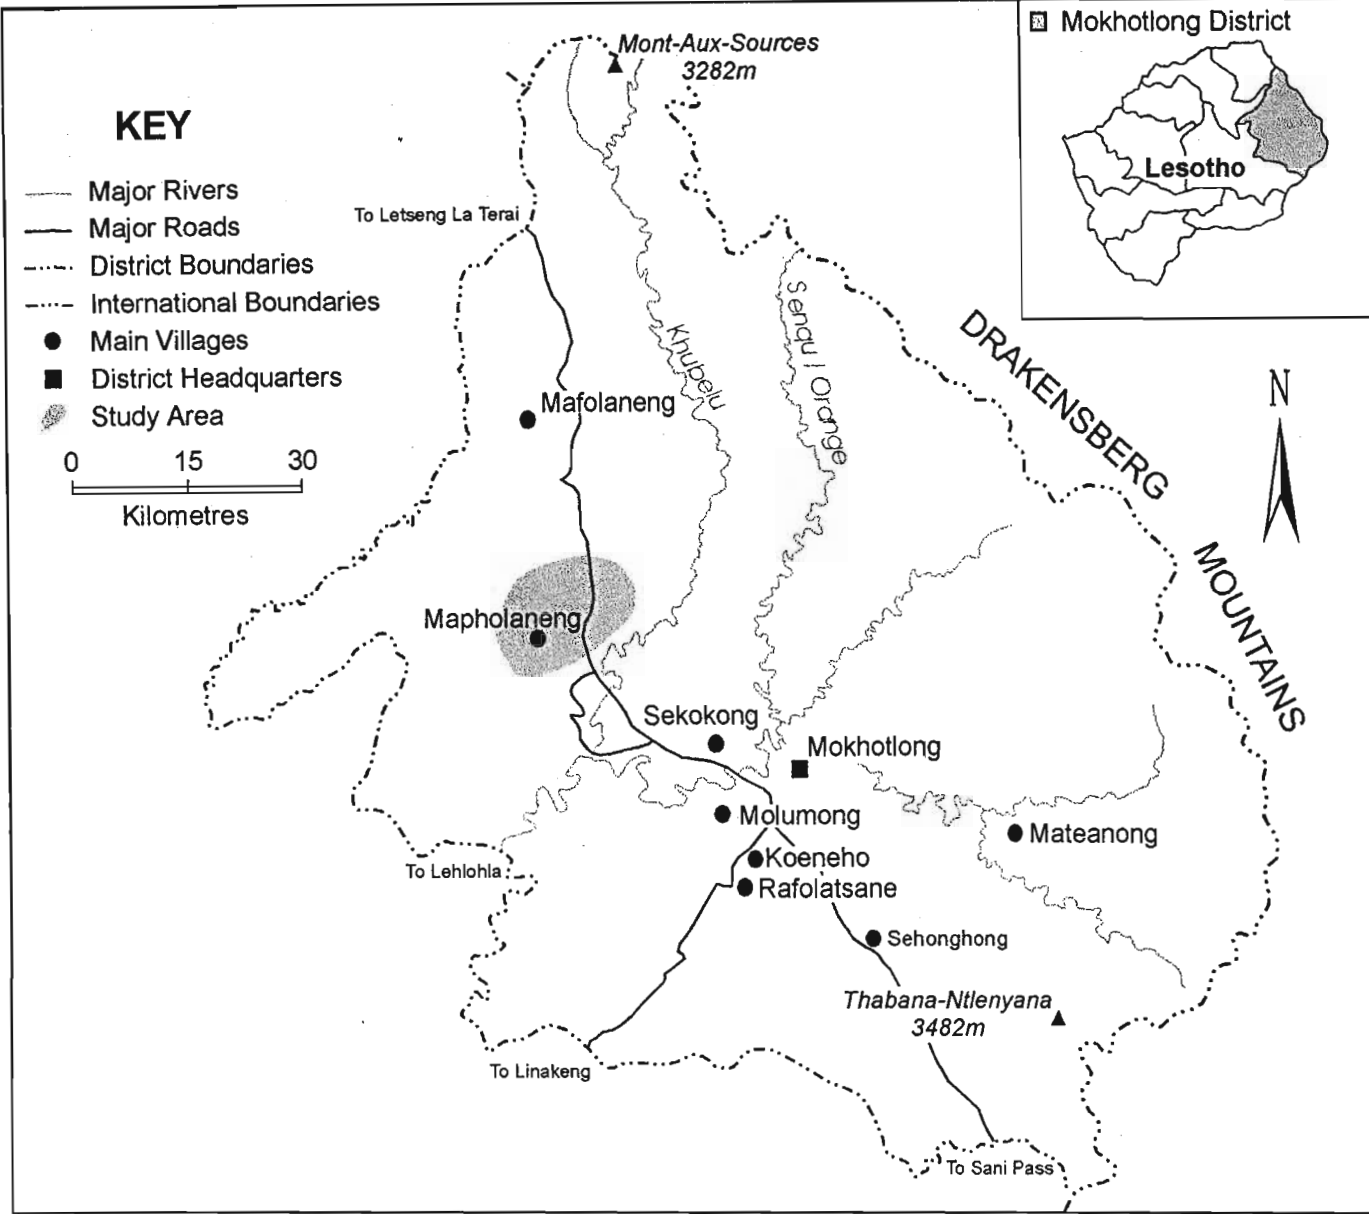 Mont-Aux-Sources
3282m
Mokhotlong District
Lesotho
KEY
Major Rivers
Major Roads
District Boundaries
International Boundaries
Main Villages
District Headquarters
Study Area
0 15 30
Kilometres
To Letseng La Terai
Khubelu
Senqu / Orange
DRAKENSBERG
MOUNTAINS
N
Mafolaneng
Mapholaneng
Sekokong
Mokhotlong
Molumong
Mateanong
Koeneho
To Lehlohla
Rafolatsane
Sehonghong
Thabana-Ntlenyana
3482m
To Linakeng
To Sani Pass